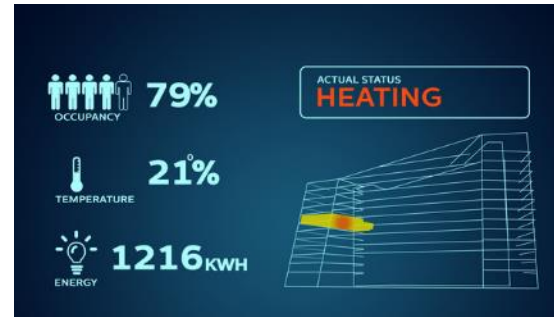 79%
OCCUPANCY
21°%
TEMPERATURE
1216KWH
ENERGY
ACTUAL STATUS
HEATING